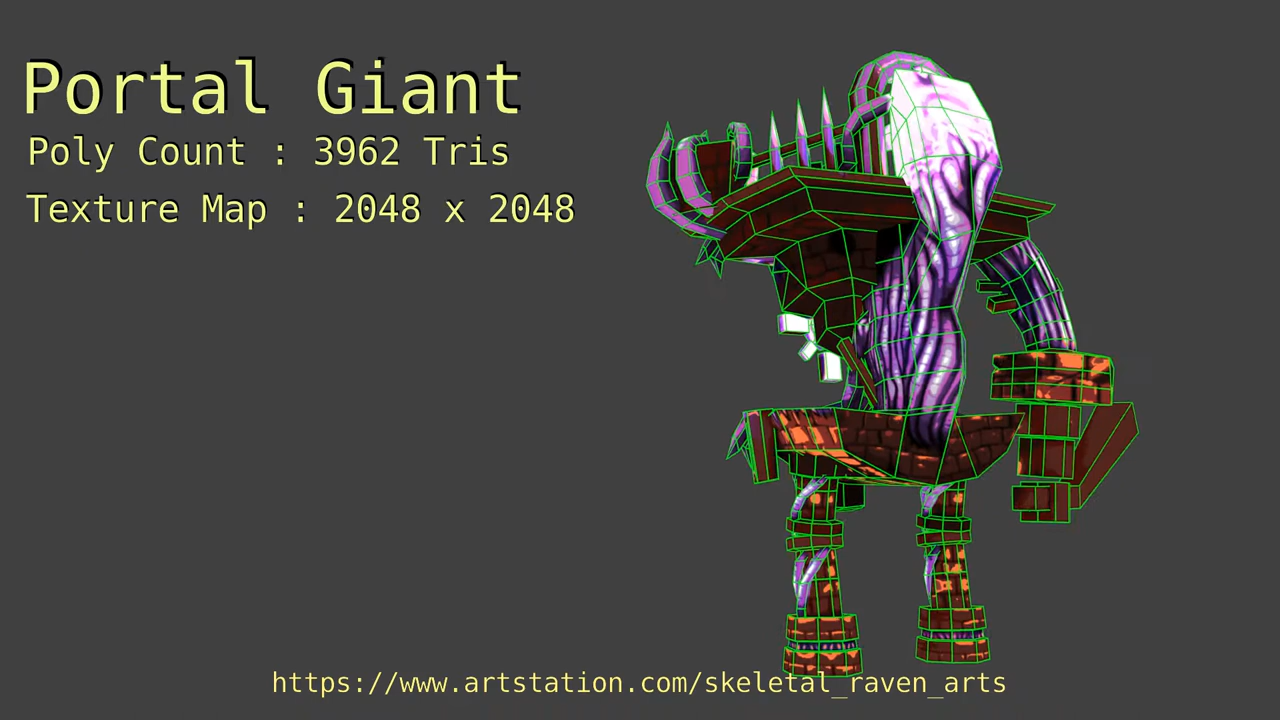 Portal Giant
Poly Count : 3962 Tris
Texture Map : 2048 x 2048
https://www.artstation.com/skeletal_raven_arts